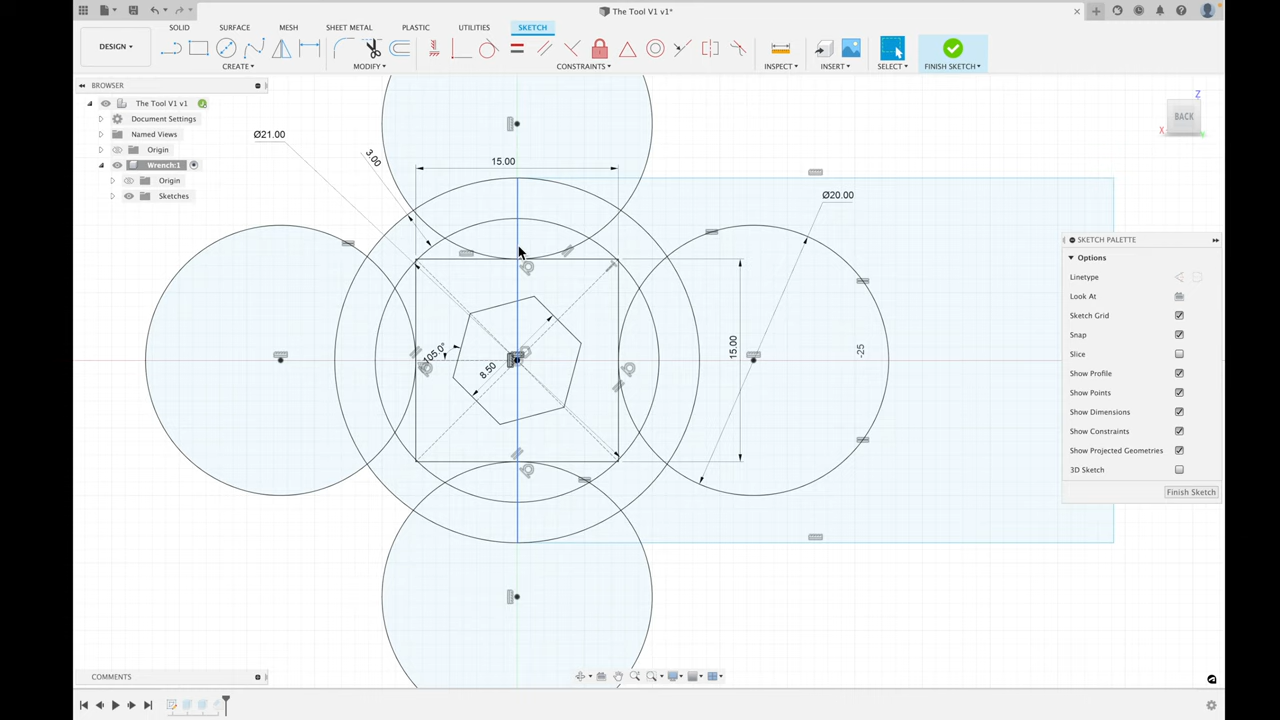 The Tool V1 v1*
SOLID SURFACE MESH SHEET METAL PLASTIC UTILITIES SKETCH
DESIGN
CREATE MODIFY CONSTRAINTS INSPECT INSERT SELECT FINISH SKETCH
BROWSER
The Tool V1 v1
Document Settings
Named Views
Origin
Wrench:1
Origin
Sketches
BACK
Z
X
Ø21.00
3.00
15.00
Ø20.00
105.0°
8.50
15.00
-25
SKETCH PALETTE
Options
Linetype
Look At
Sketch Grid
Snap
Slice
Show Profile
Show Points
Show Dimensions
Show Constraints
Show Projected Geometries
3D Sketch
Finish Sketch
COMMENTS